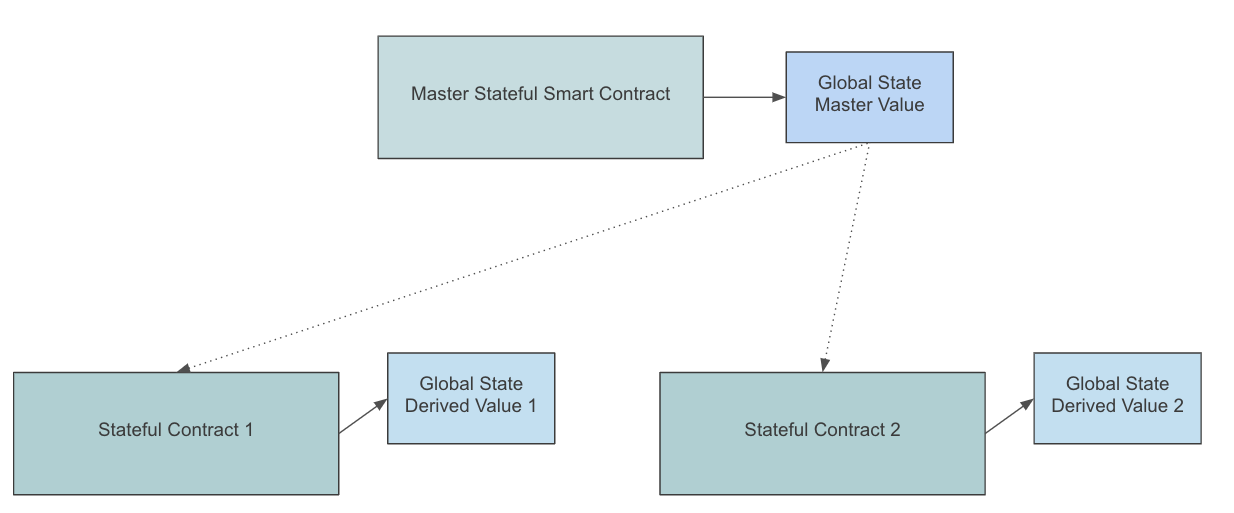 Master Stateful Smart Contract
Global State
Master Value
Stateful Contract 1
Global State
Derived Value 1
Stateful Contract 2
Global State
Derived Value 2